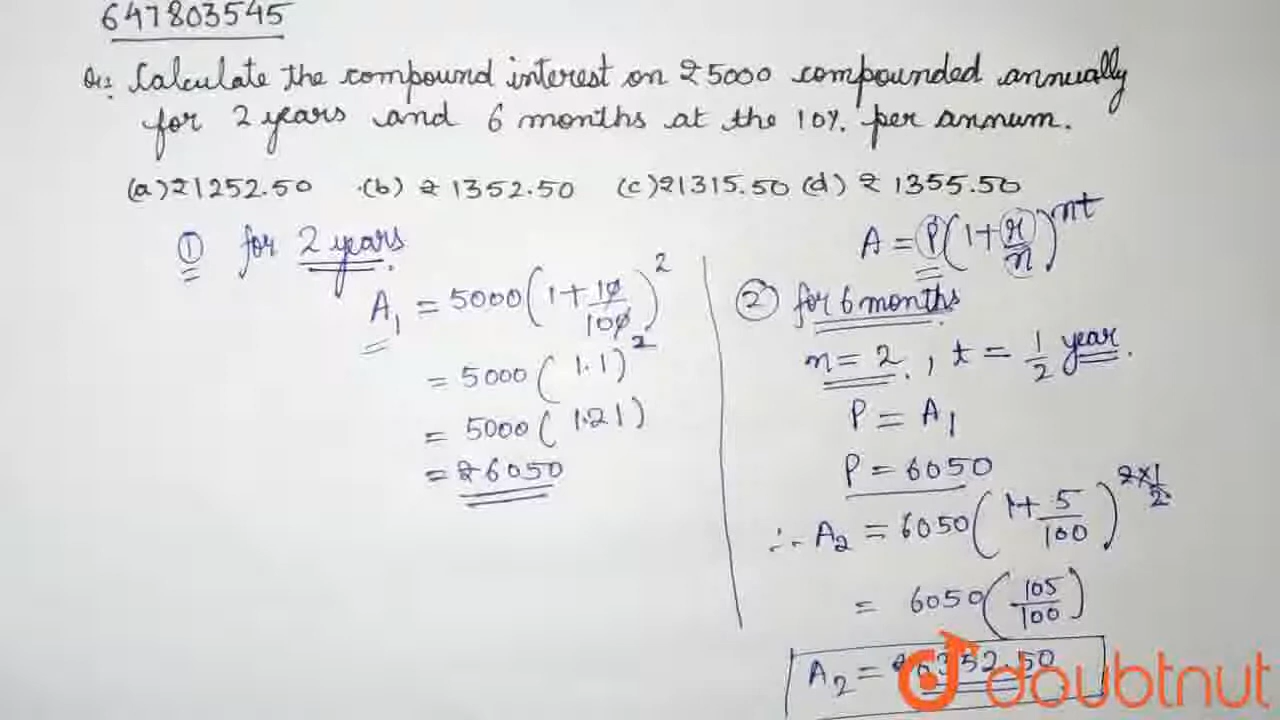 647803545
Qs: Calculate the compound interest on ₹5000 compounded annually
for 2 years and 6 months at the 10% per annum.
(a) ₹1252.50 (b) ₹ 1352.50 (c) ₹1315.50 (d) ₹ 1355.50
① for 2 years.
A₁ = 5000(1+10/100)²
= 5000(1.1)²
= 5000(1.21)
= ₹6050
A = P(1+r/n)^nt
② for 6 months
n = 2, t = 1/2 year.
P = A₁
P = 6050
∴ A₂ = 6050(1+5/100)^2×1/2
= 6050(105/100)
A₂ = ₹6352.50
doubtnut